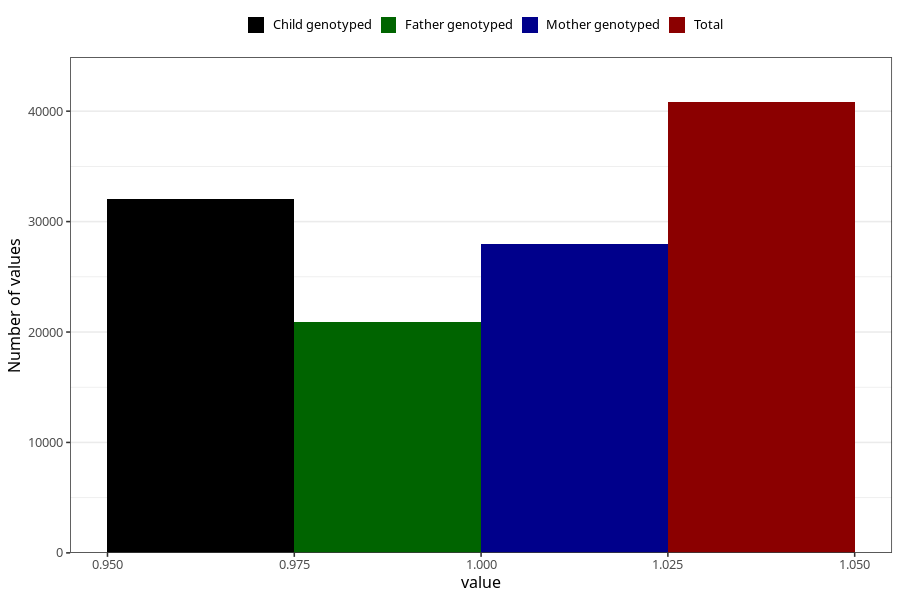 Child genotyped Father genotyped Mother genotyped Total
Number of values
40000
30000
20000
10000
0
0.950 0.975 1.000 1.025 1.050
value